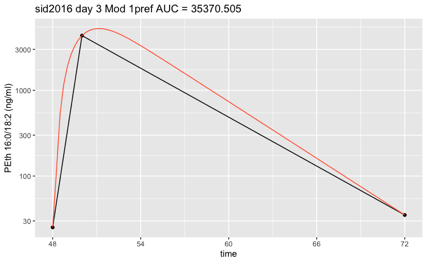 sid2016 day 3 Mod 1pref AUC = 35370.505
PEth 16:0/18:2 (ng/ml)
3000
1000
300
100
30
48 54 60 66 72
time